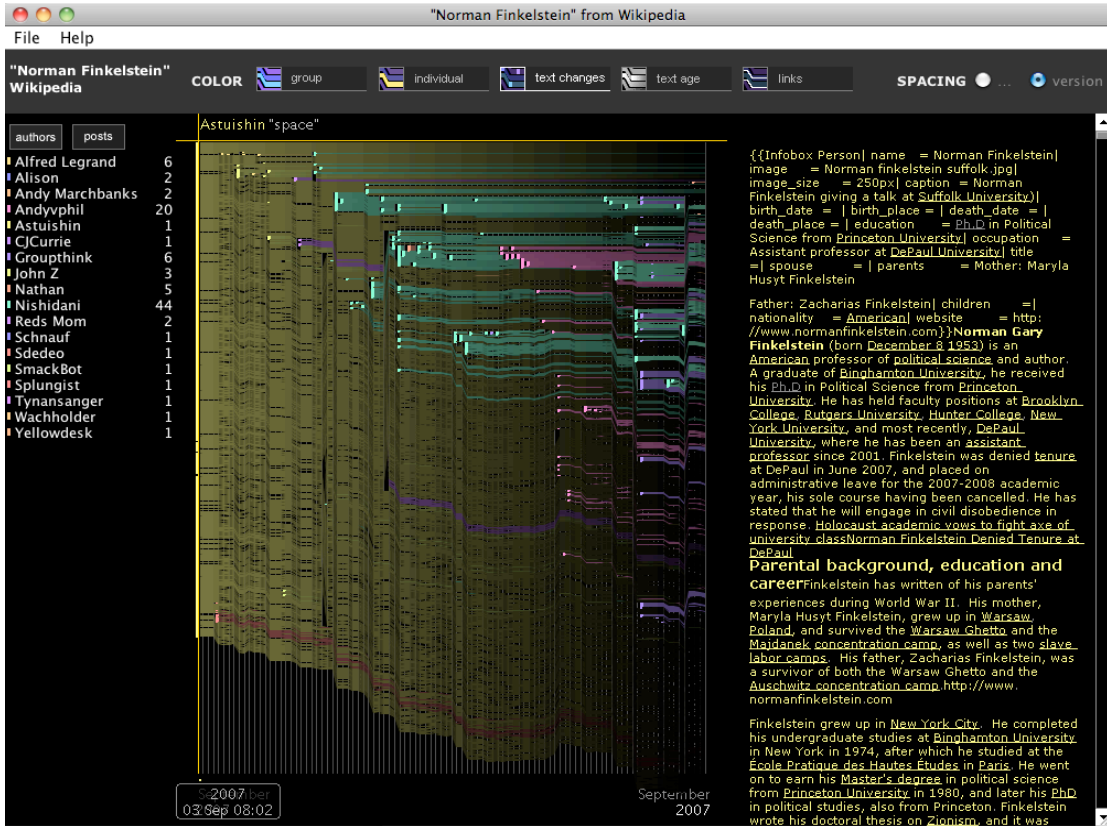 "Norman Finkelstein" from Wikipedia
File Help
"Norman Finkelstein"
Wikipedia
COLOR group individual text changes text age links SPACING ... version
Astuishin "space"
authors posts
Alfred Legrand 6
Alison 2
Andy Marchbanks 2
Andyvphil 20
Astuishin 1
CJCurrie 1
Groupthink 6
John Z 3
Nathan 5
Nishidani 44
Reds Mom 2
Schnauf 1
Sdedeo 1
SmackBot 1
Splungist 1
Tynansanger 1
Wachholder 1
Yellowdesk 1
2007
03 Sep 08:02
September
2007
{{Infobox Person| name = Norman Finkelstein|
image = Norman finkelstein suffolk.jpg|
image_size = 250px| caption = Norman
Finkelstein giving a talk at Suffolk University)|
birth_date = | birth_place = | death_date = |
death_place = | education = Ph.D in Political
Science from Princeton University| occupation =
Assistant professor at DePaul University| title
=| spouse = | parents = Mother: Maryla
Husyt Finkelstein
Father: Zacharias Finkelstein| children =|
nationality = American| website = http:
//www.normanfinkelstein.com}}Norman Gary
Finkelstein (born December 8 1953) is an
American professor of political science and author.
A graduate of Binghamton University, he received
his Ph.D in Political Science from Princeton
University. He has held faculty positions at Brooklyn
College, Rutgers University, Hunter College, New
York University, and most recently, DePaul
University, where he has been an assistant
professor since 2001. Finkelstein was denied tenure
at DePaul in June 2007, and placed on
administrative leave for the 2007-2008 academic
year, his sole course having been cancelled. He has
stated that he will engage in civil disobedience in
response. Holocaust academic vows to fight axe of
university classNorman Finkelstein Denied Tenure at
DePaul
Parental background, education and
careerFinkelstein has written of his parents'
experiences during World War II. His mother,
Maryla Husyt Finkelstein, grew up in Warsaw,
Poland, and survived the Warsaw Ghetto and the
Majdanek concentration camp, as well as two slave
labor camps. His father, Zacharias Finkelstein, was
a survivor of both the Warsaw Ghetto and the
Auschwitz concentration camp.http://www.
normanfinkelstein.com
Finkelstein grew up in New York City. He completed
his undergraduate studies at Binghamton University
in New York in 1974, after which he studied at the
École Pratique des Hautes Études in Paris. He went
on to earn his Master's degree in political science
from Princeton University in 1980, and later his PhD
in political studies, also from Princeton. Finkelstein
wrote his doctoral thesis on Zionism, and it was